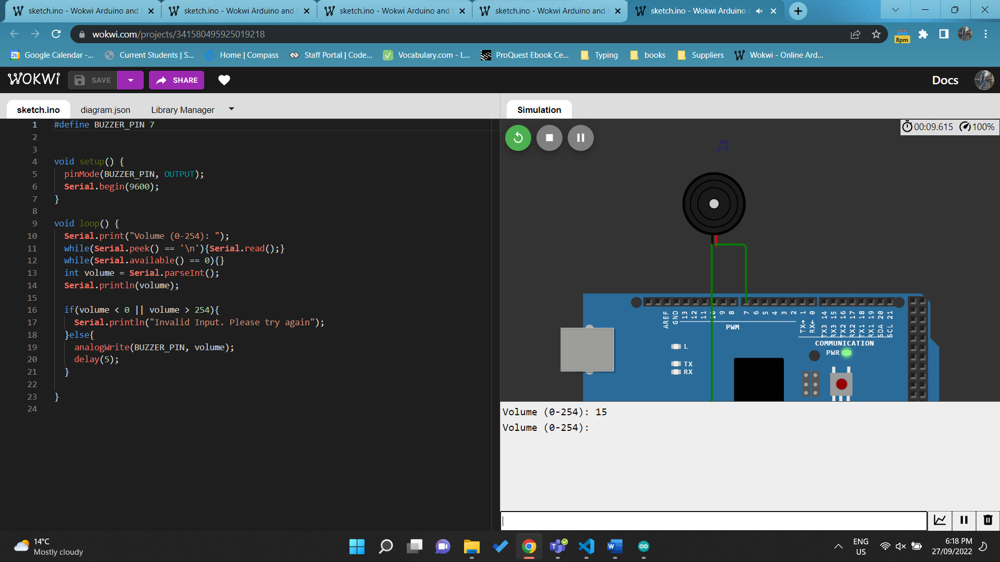 sketch.ino - Wokwi Arduino and
sketch.ino - Wokwi Arduino and
sketch.ino - Wokwi Arduino and
sketch.ino - Wokwi Arduino and
sketch.ino - Wokwi Arduino
wokwi.com/projects/341580495925019218
8pm
26 Google Calendar -...
Current Students | S...
Home | Compass
Staff Portal | Code...
Vocabulary.com - L...
ProQuest Ebook Ce...
Typing
books
Suppliers
Wokwi - Online Ard...
WOKWi
SAVE
SHARE
Docs
sketch.ino
diagram.json
Library Manager
Simulation
1 #define BUZZER_PIN 7
2
3
4 void setup() {
5 pinMode(BUZZER_PIN, OUTPUT);
6 Serial.begin(9600);
7 }
8
9 void loop() {
10 Serial.print("Volume (0-254): ");
11 while(Serial.peek() == '\n'){Serial.read();}
12 while(Serial.available() == 0){}
13 int volume = Serial.parseInt();
14 Serial.println(volume);
15
16 if(volume < 0 || volume > 254){
17 Serial.println("Invalid Input. Please try again");
18 }else{
19 analogWrite(BUZZER_PIN, volume);
20 delay(5);
21 }
22
23 }
24
00:09.615 100%
AREF
GND
13
12
11
10
9
8
7
6
5
4
3
2
TX→ 1
RX← 0
TX3 14
RX3 15
TX2 16
RX2 17
TX1 18
RX1 19
SDA 20
SCL 21
PWM
COMMUNICATION
L
PWR
TX
RX
Volume (0-254): 15
Volume (0-254):
14°C
Mostly cloudy
ENG
US
6:18 PM
27/09/2022